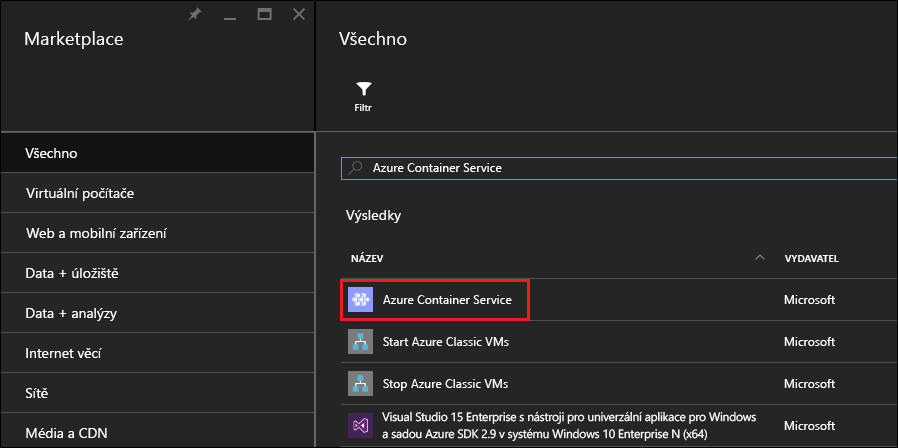 Marketplace
Všechno
Virtuální počítače
Web a mobilní zařízení
Data + úložiště
Data + analýzy
Internet věcí
Sítě
Média a CDN
Všechno
Filtr
Azure Container Service
Výsledky
NÁZEV VYDAVATEL
Azure Container Service Microsoft
Start Azure Classic VMs Microsoft
Stop Azure Classic VMs Microsoft
Visual Studio 15 Enterprise s nástroji pro univerzální aplikace pro Windows
a sadou Azure SDK 2.9 v systému Windows 10 Enterprise N (x64) Microsoft